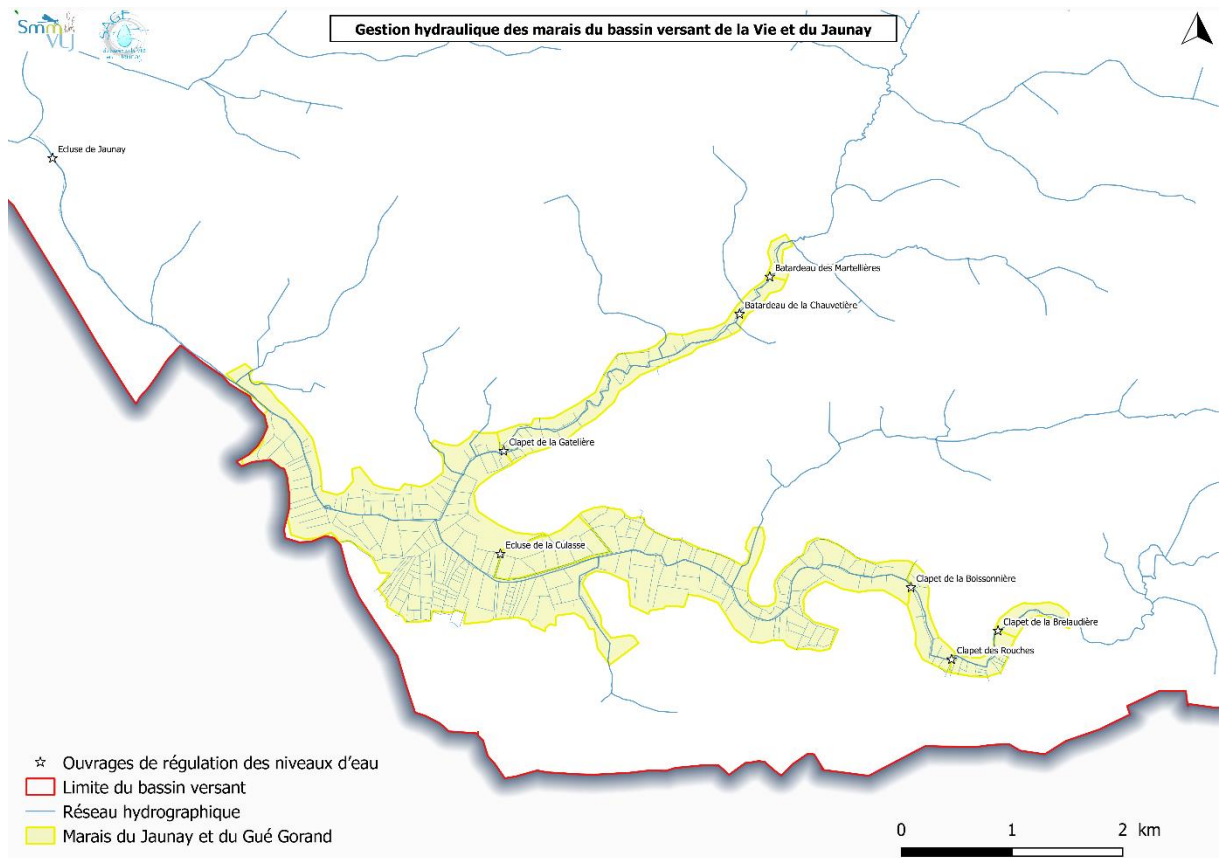 Smm
VLJ
SAGE
Gestion hydraulique des marais du bassin versant de la Vie et du Jaunay
Ecluse de Jaunay
Batardeau des Martellières
Batardeau de la Chauvetière
Clapet de la Gatelière
Ecluse de la Culasse
Clapet de la Boissonnière
Clapet de la Brelaudière
Clapet des Rouches
Ouvrages de régulation des niveaux d'eau
Limite du bassin versant
Réseau hydrographique
Marais du Jaunay et du Gué Gorand
0 1 2 km